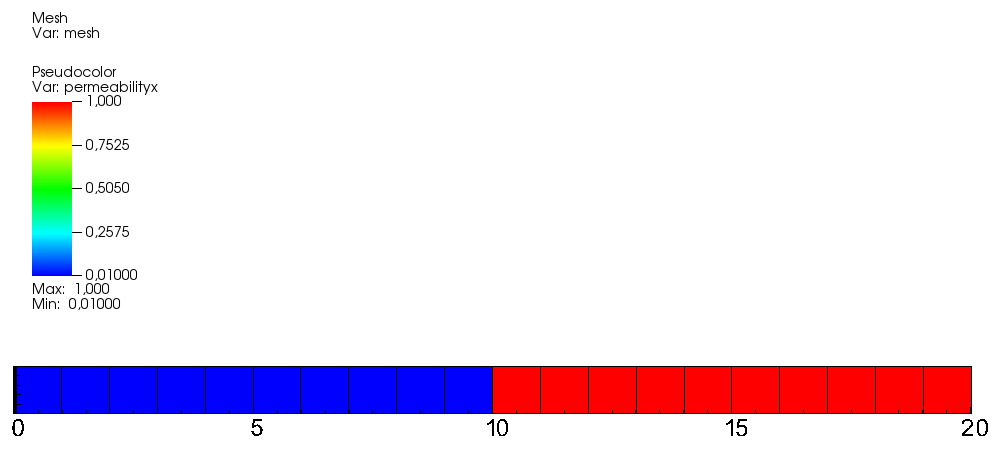 Mesh
Var: mesh
Pseudocolor
Var: permeabilityx
1,000
0,7525
0,5050
0,2575
0,01000
Max: 1,000
Min: 0,01000
0 5 10 15 20